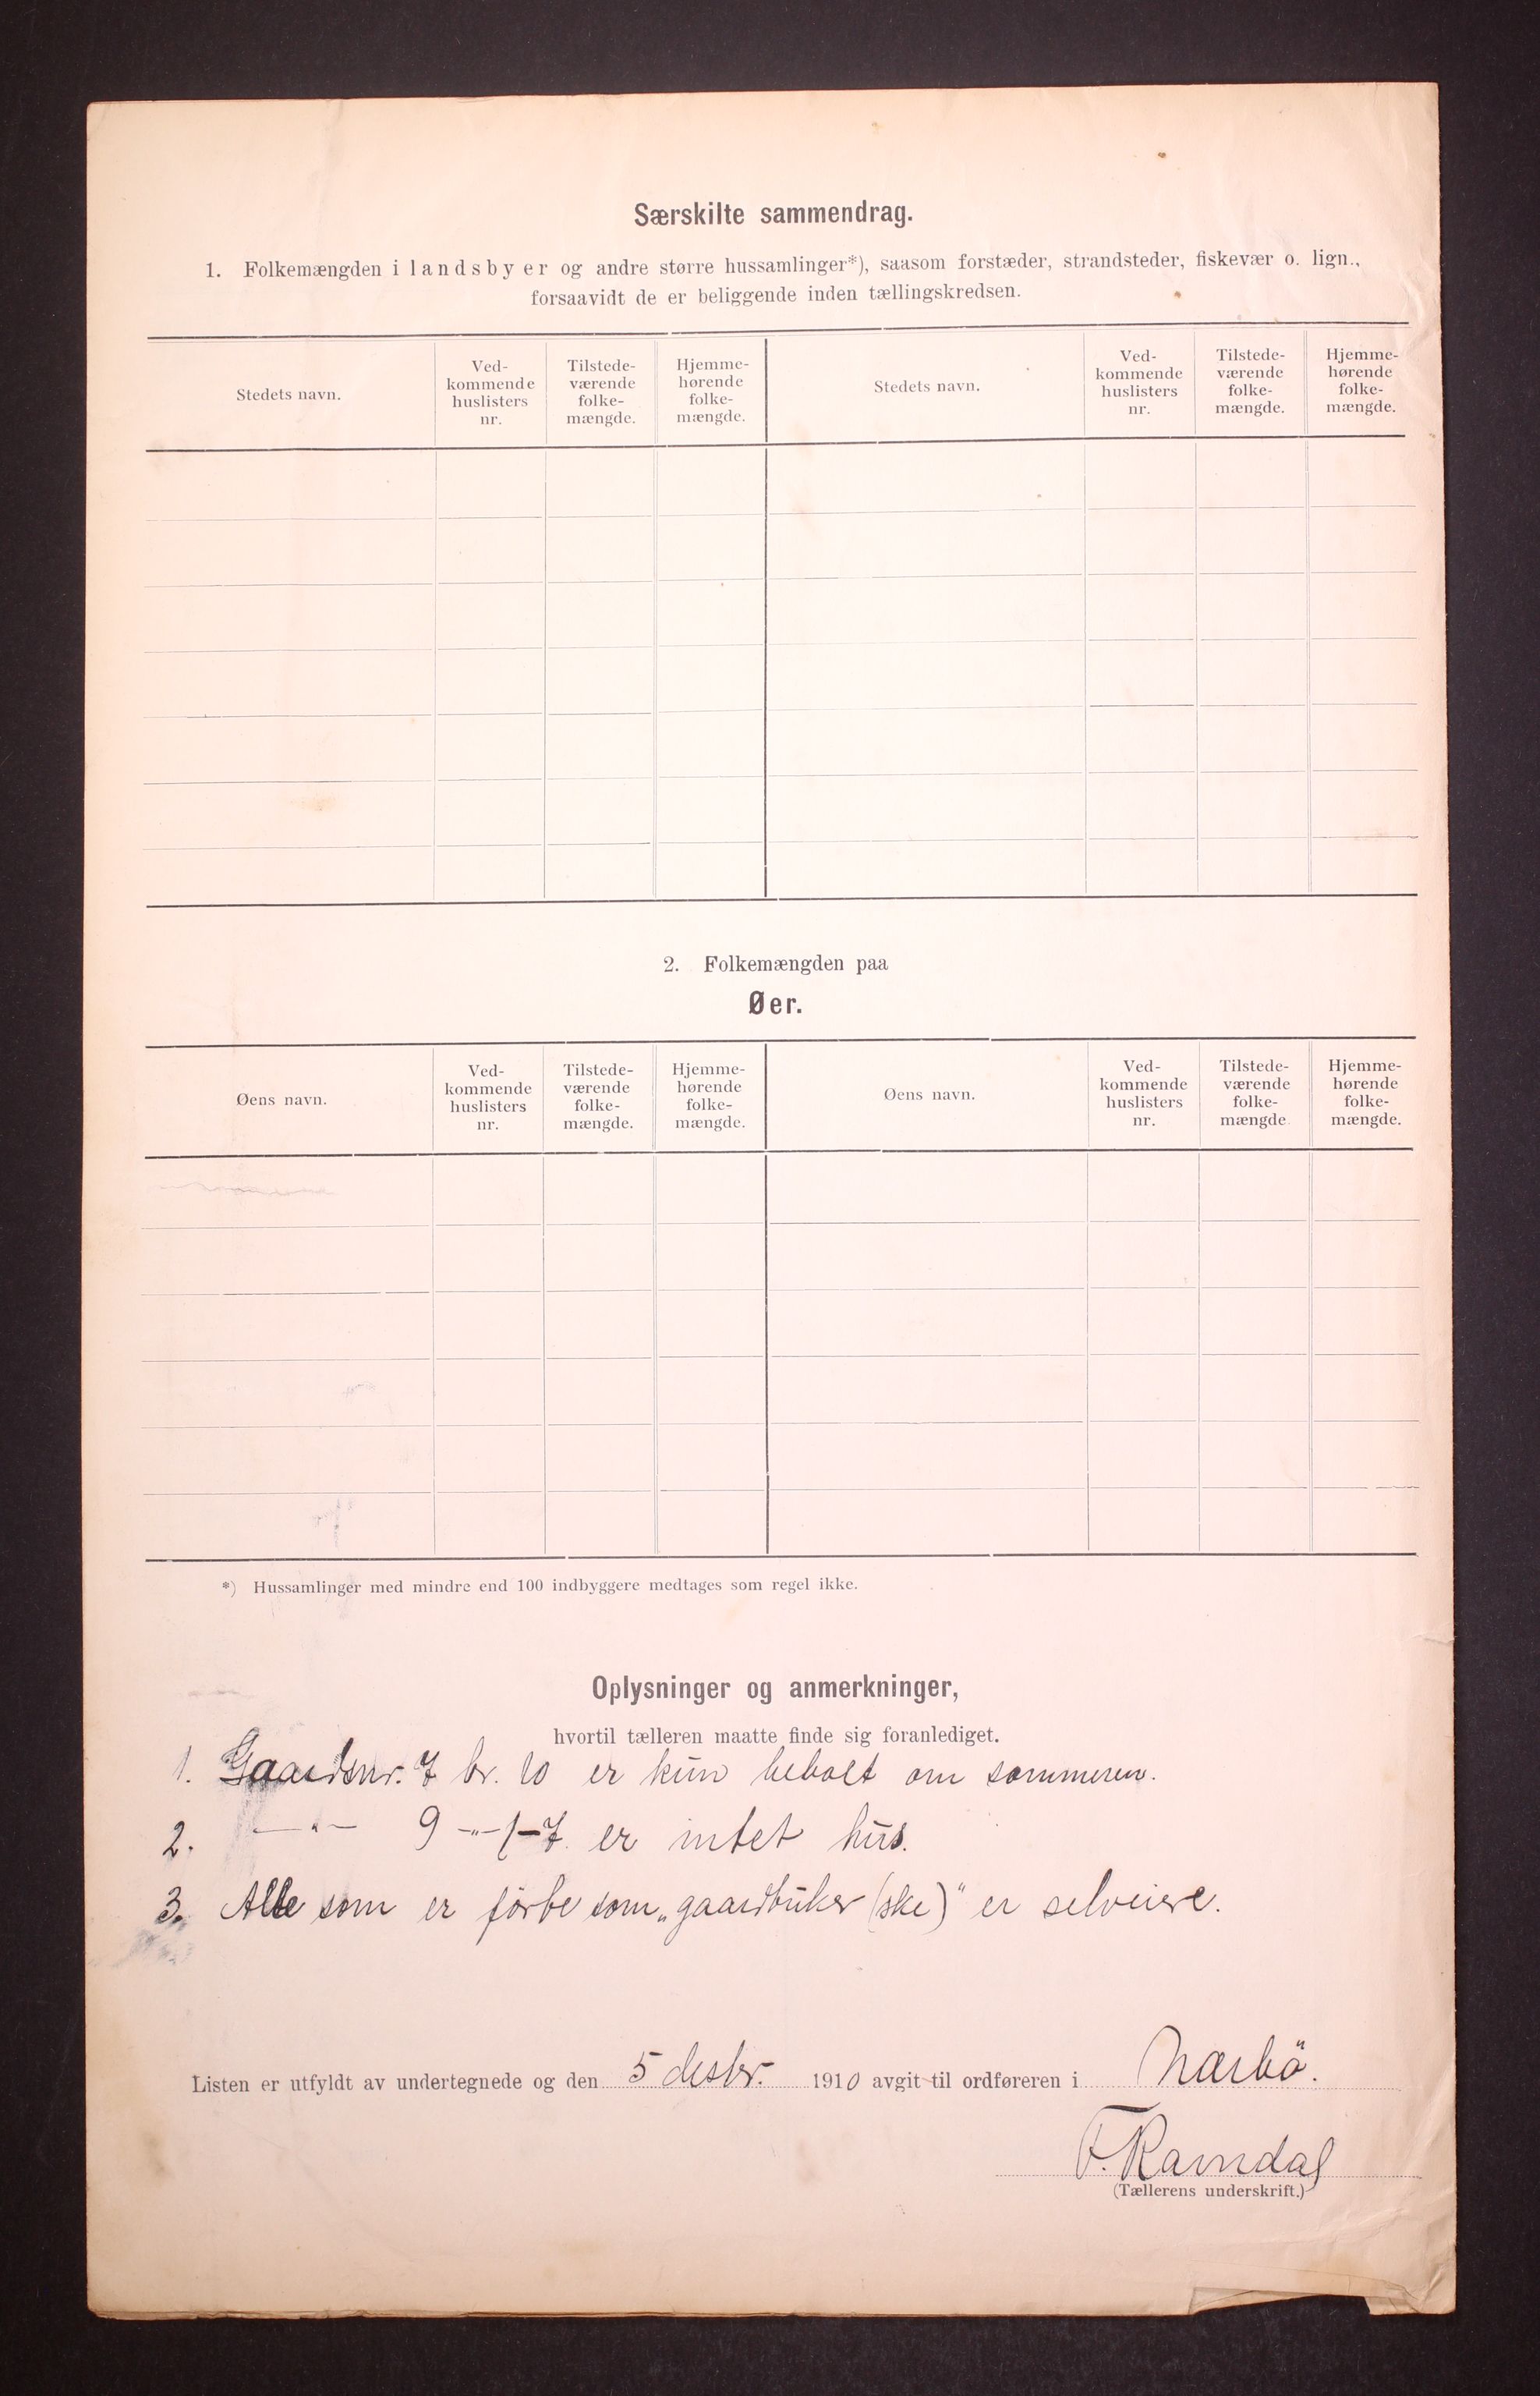 Særskilte sammendrag.
1. Folkemængden i landsbyer og andre større hussamlinger*), saasom forstæder, strandsteder, fiskevær o. lign.,
forsaavidt de er beliggende inden tællingskredsen.
Stedets navn.
Ved-
kommende
huslisters
nr.
Tilstede-
værende
folke-
mængde.
Hjemme-
hørende
folke-
mængde.
Stedets navn.
Ved-
kommende
huslisters
nr.
Tilstede-
værende
folke-
mængde.
Hjemme-
hørende
folke-
mængde.
2. Folkemængden paa
Øer.
Øens navn.
Ved-
kommende
huslisters
nr.
Tilstede-
værende
folke-
mængde.
Hjemme-
hørende
folke-
mængde.
Øens navn.
Ved-
kommende
huslisters
nr.
Tilstede-
værende
folke-
mængde
Hjemme-
hørende
folke-
mængde.
*) Hussamlinger med mindre end 100 indbyggere medtages som regel ikke.
Oplysninger og anmerkninger,
hvortil tælleren maatte finde sig foranlediget.
1. Gaardsnr. 7 br. 10 er kun bebott om sommeren.
2. —"— 9 -"- 1-7 er intet hus.
3. Alle som er förte som „gaardbruker (ske)" er selveiere.
Listen er utfyldt av undertegnede og den 5 desbr. 1910 avgit til ordføreren i Nærbö.
F. Ravndal
(Tællerens underskrift.)